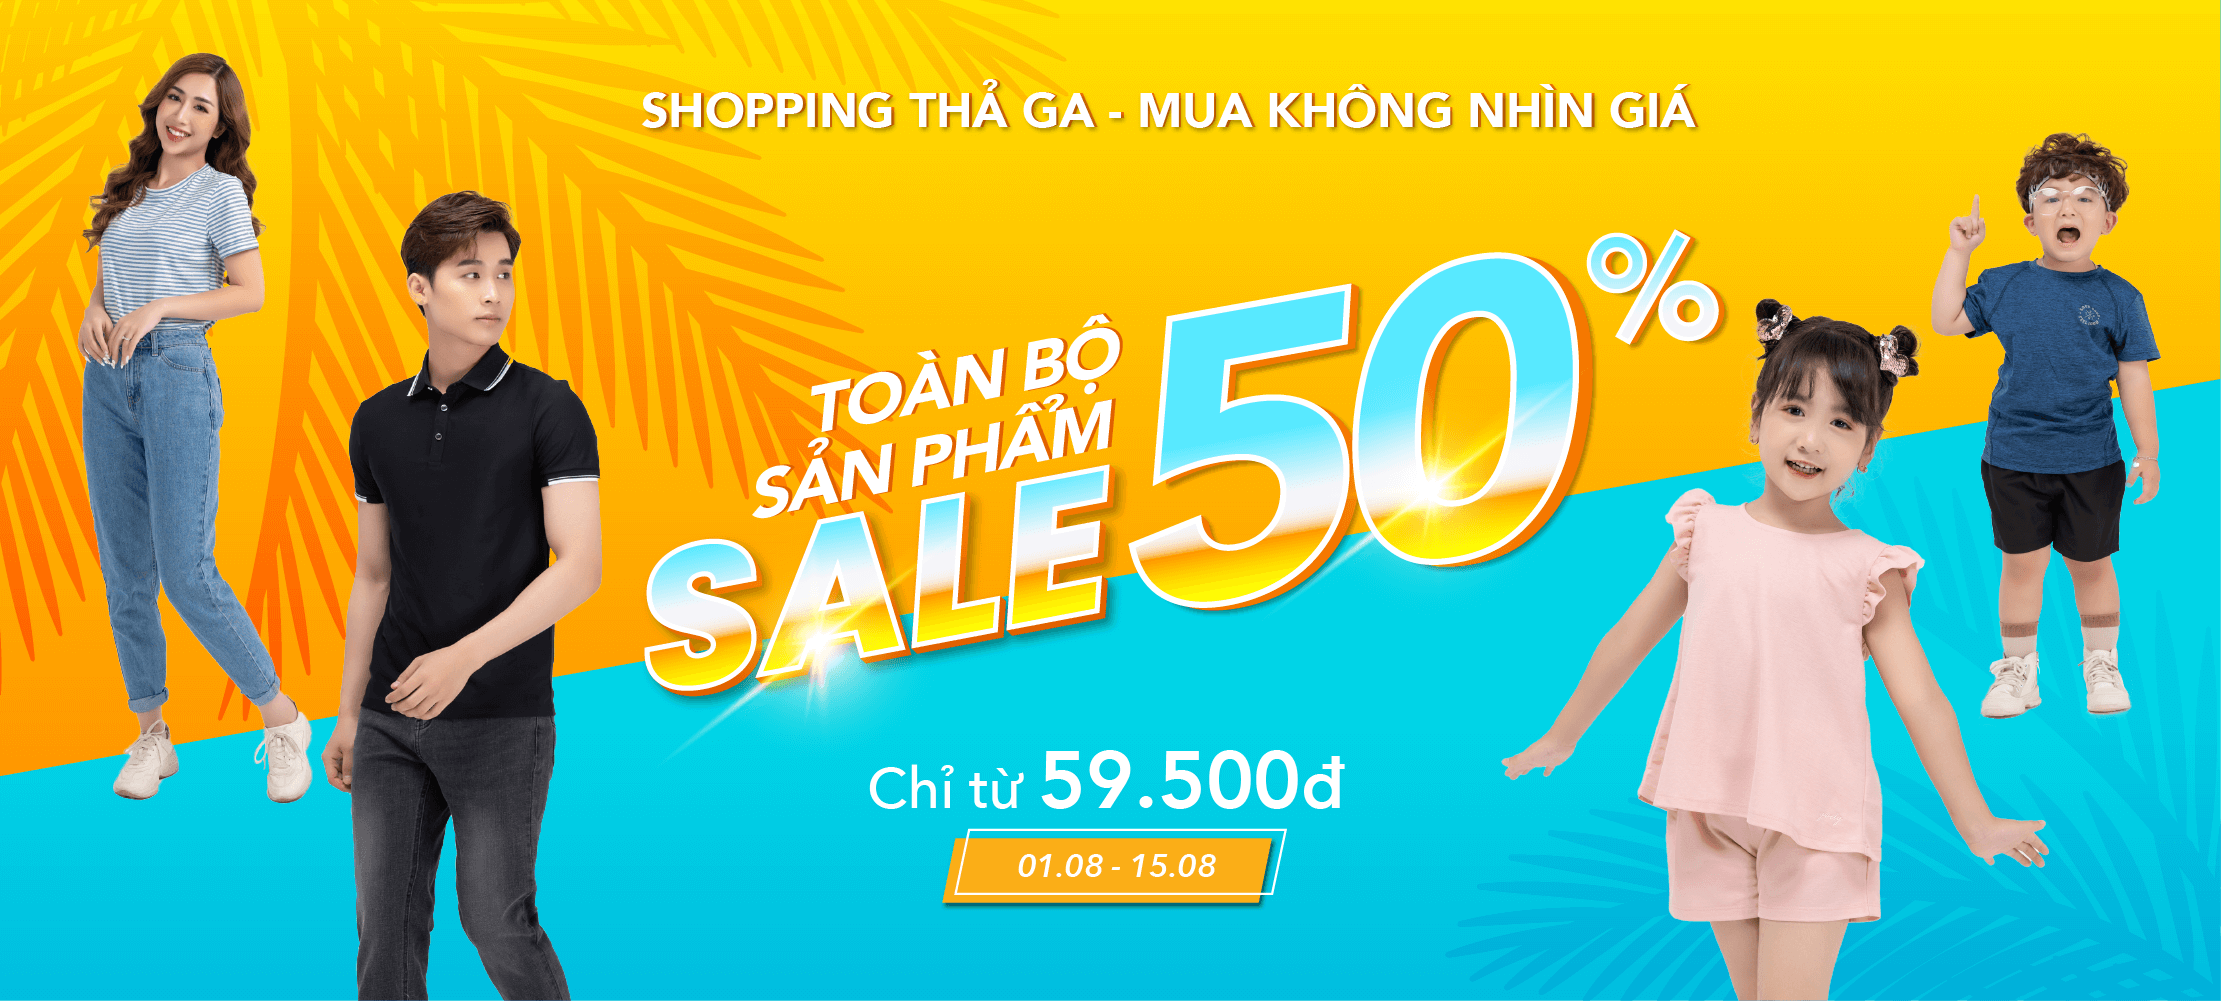 SHOPPING THẢ GA - MUA KHÔNG NHÌN GIÁ
TOÀN BỘ
SẢN PHẨM
SALE 50%
Chỉ từ 59.500đ
01.08 - 15.08